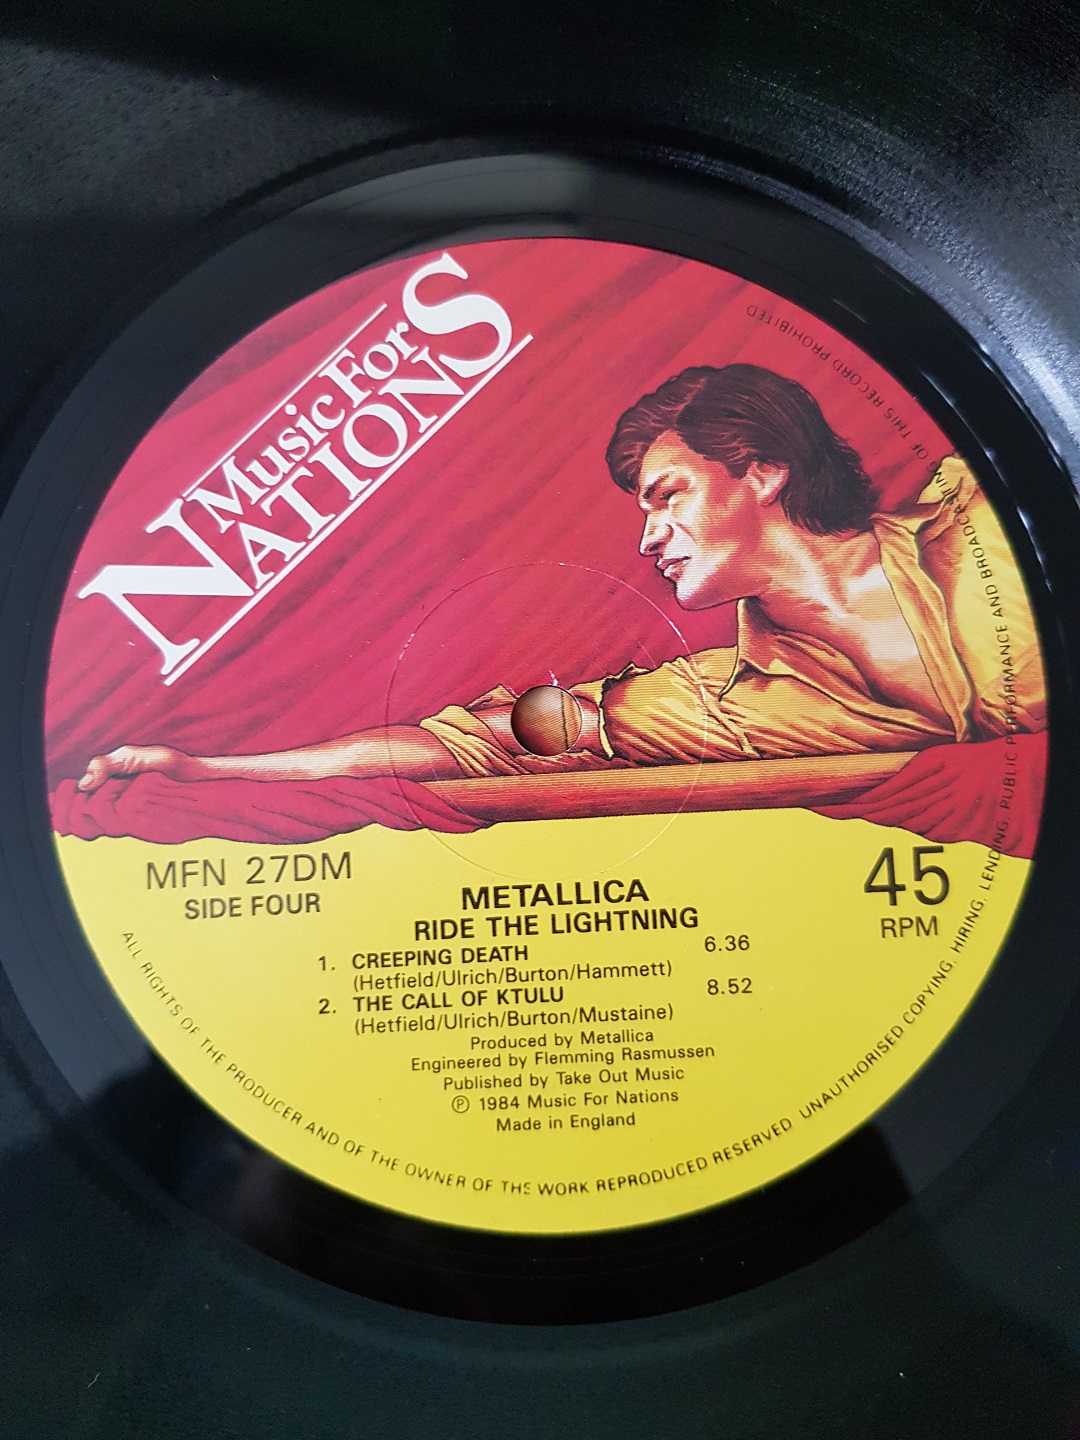 Music For
NATIONS
MFN 27DM
SIDE FOUR
45
RPM
METALLICA
RIDE THE LIGHTNING
1. CREEPING DEATH 6.36
(Hetfield/Ulrich/Burton/Hammett)
2. THE CALL OF KTULU 8.52
(Hetfield/Ulrich/Burton/Mustaine)
Produced by Metallica
Engineered by Flemming Rasmussen
Published by Take Out Music
Ⓟ 1984 Music For Nations
Made in England
ALL RIGHTS OF THE PRODUCER AND OF THE OWNER OF THE WORK REPRODUCED RESERVED UNAUTHORISED COPYING, HIRING, LENDING, PUBLIC PERFORMANCE AND BROADCASTING OF THIS RECORD PROHIBITED